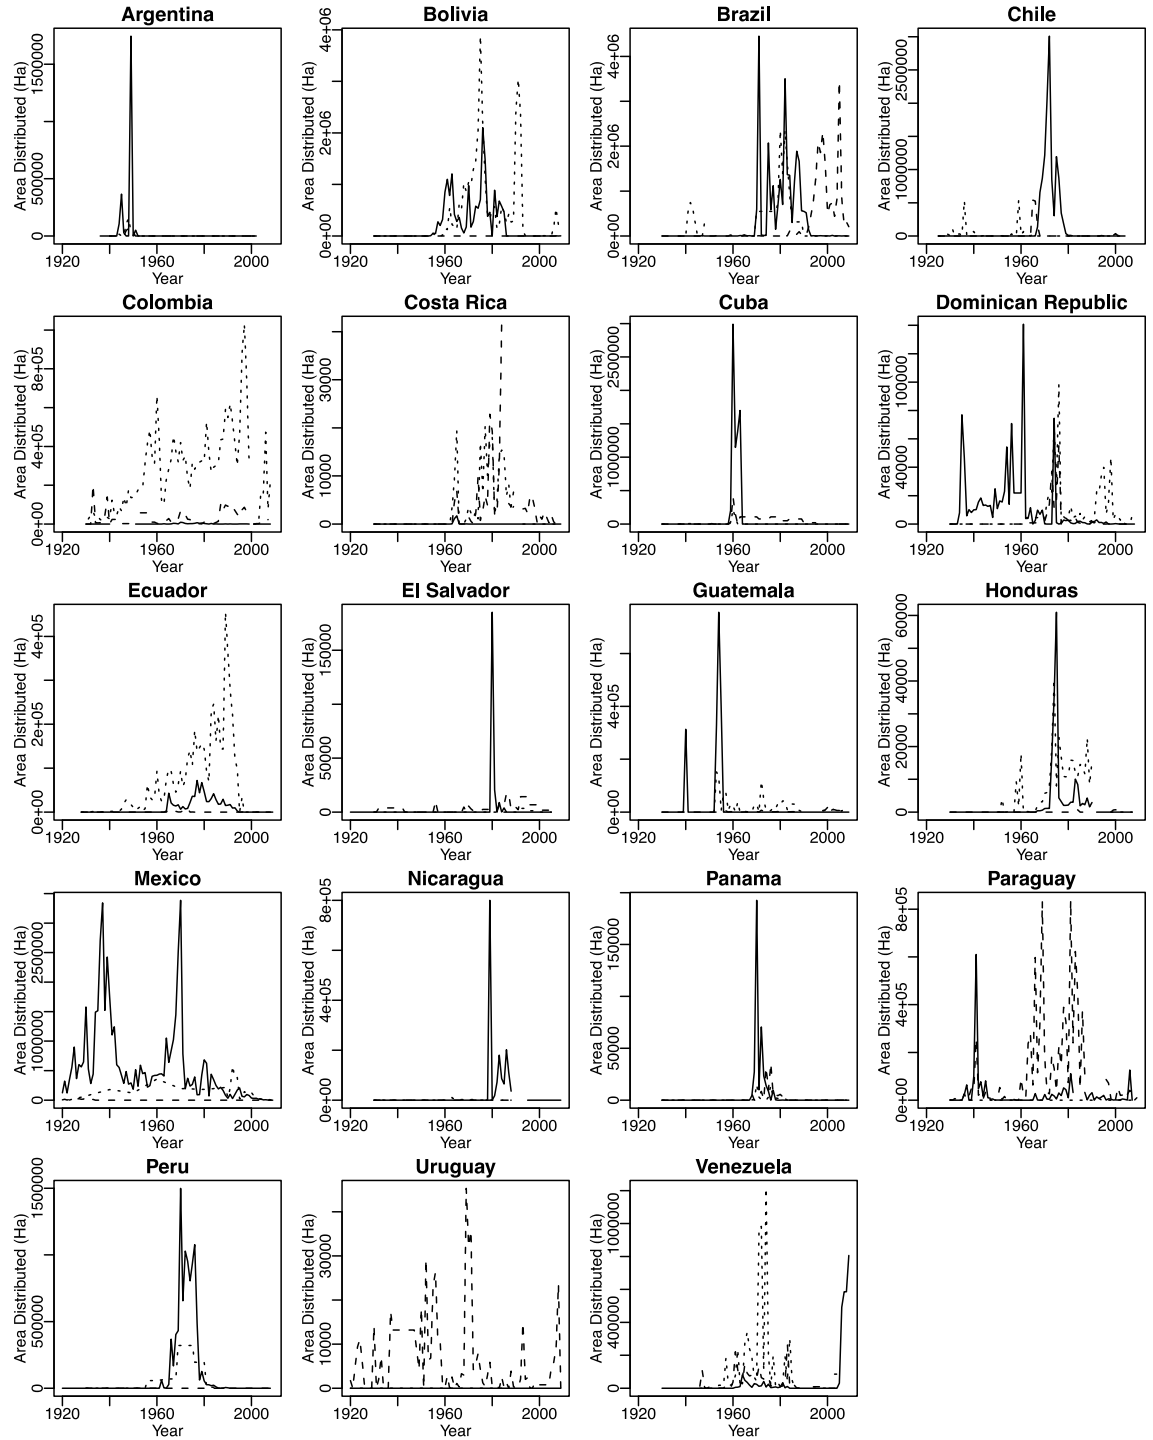 Argentina
Area Distributed (Ha)
0 500000 1500000
1920 1960 2000
Year
Bolivia
Area Distributed (Ha)
0e+00 2e+06 4e+06
1920 1960 2000
Year
Brazil
Area Distributed (Ha)
0e+00 2e+06 4e+06
1920 1960 2000
Year
Chile
Area Distributed (Ha)
0 1000000 2500000
1920 1960 2000
Year
Colombia
Area Distributed (Ha)
0e+00 4e+05 8e+05
1920 1960 2000
Year
Costa Rica
Area Distributed (Ha)
0 10000 30000
1920 1960 2000
Year
Cuba
Area Distributed (Ha)
0 1000000 2500000
1920 1960 2000
Year
Dominican Republic
Area Distributed (Ha)
0 40000 100000
1920 1960 2000
Year
Ecuador
Area Distributed (Ha)
0e+00 2e+05 4e+05
1920 1960 2000
Year
El Salvador
Area Distributed (Ha)
0 50000 150000
1920 1960 2000
Year
Guatemala
Area Distributed (Ha)
0e+00 4e+05
1920 1960 2000
Year
Honduras
Area Distributed (Ha)
0 20000 40000 60000
1920 1960 2000
Year
Mexico
Area Distributed (Ha)
0 1000000 2500000
1920 1960 2000
Year
Nicaragua
Area Distributed (Ha)
0e+00 4e+05 8e+05
1920 1960 2000
Year
Panama
Area Distributed (Ha)
0 50000 150000
1920 1960 2000
Year
Paraguay
Area Distributed (Ha)
0e+00 4e+05 8e+05
1920 1960 2000
Year
Peru
Area Distributed (Ha)
0 500000 1500000
1920 1960 2000
Year
Uruguay
Area Distributed (Ha)
0 10000 30000
1920 1960 2000
Year
Venezuela
Area Distributed (Ha)
0 400000 1000000
1920 1960 2000
Year